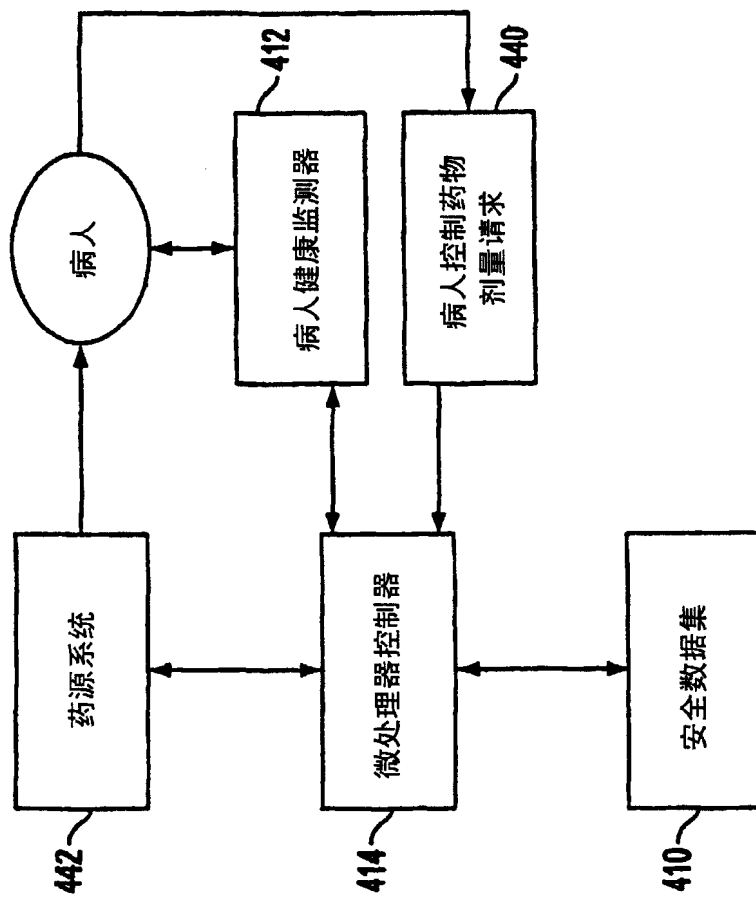 病人
412
病人健康监测器
440
病人控制药物
剂量请求
药源系统
442
微处理器控制器
414
安全数据集
410